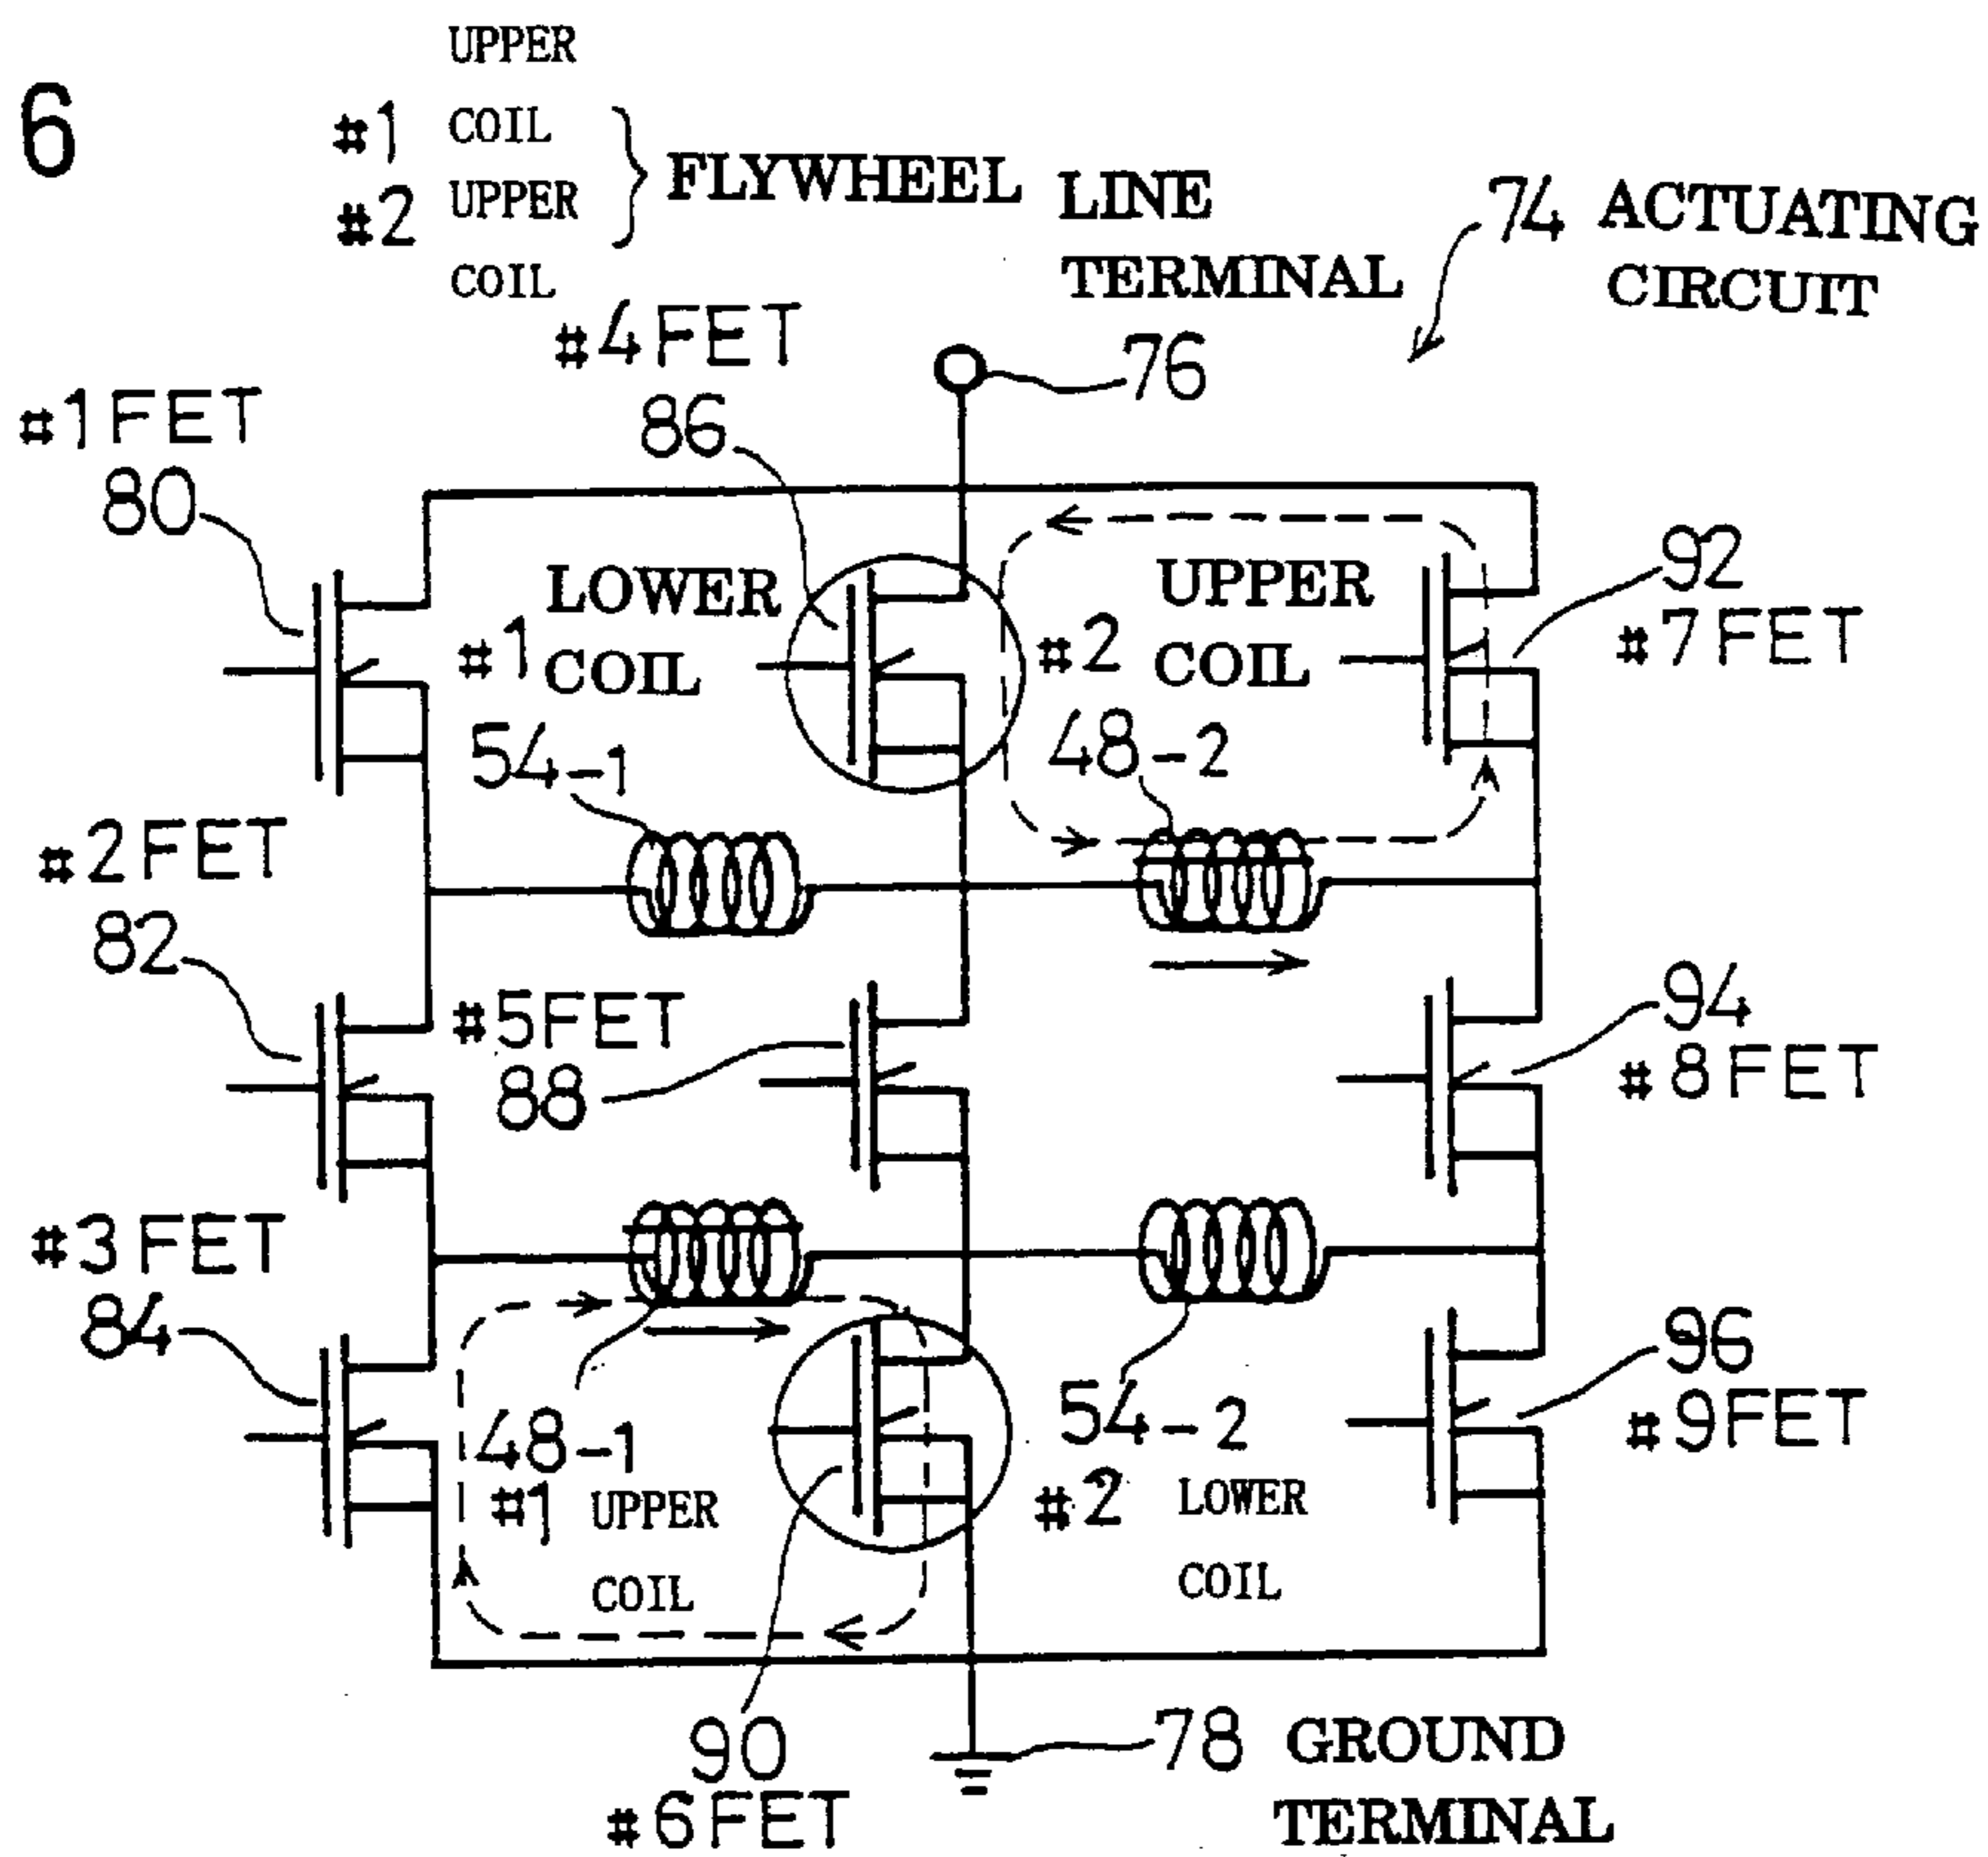 6
UPPER
#1 COIL
#2 UPPER
COIL
FLYWHEEL
LINE
TERMINAL
76
74 ACTUATING
CIRCUIT
#4FET
86
#1FET
80
LOWER
#1 COIL
54-1
UPPER
#2 COIL
48-2
92
#7FET
#2FET
82
#5FET
88
94
#8FET
#3FET
84
48-1
#1 UPPER
COIL
54-2
#2 LOWER
COIL
96
#9FET
90
#6FET
78 GROUND
TERMINAL